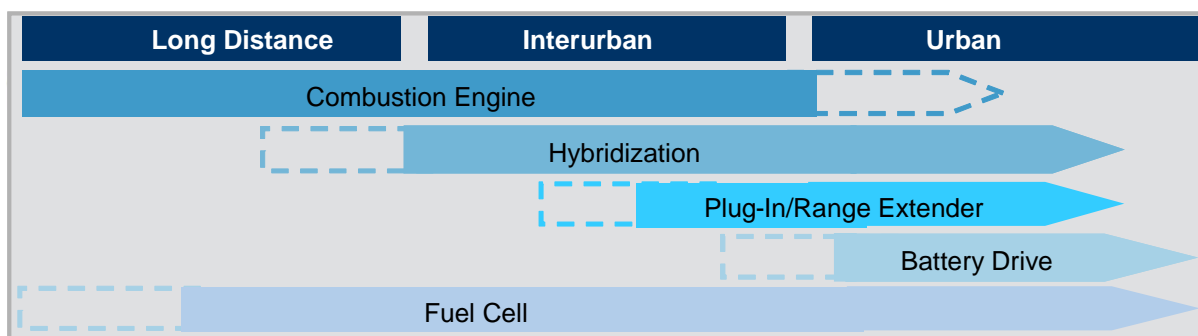 Long Distance
Interurban
Urban
Combustion Engine
Hybridization
Plug-In/Range Extender
Battery Drive
Fuel Cell